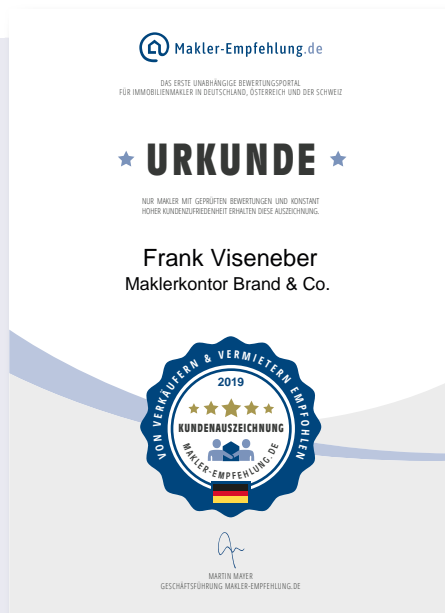 Makler-Empfehlung.de
DAS ERSTE UNABHÄNGIGE BEWERTUNGSPORTAL
FÜR IMMOBILIENMAKLER IN DEUTSCHLAND, ÖSTERREICH UND DER SCHWEIZ
URKUNDE
NUR MAKLER MIT GEPRÜFTEN BEWERTUNGEN UND KONSTANT
HOHER KUNDENZUFRIEDENHEIT ERHALTEN DIESE AUSZEICHNUNG.
Frank Viseneber
Maklerkontor Brand & Co.
VON VERKÄUFERN & VERMIETERN EMPFOHLEN
2019
KUNDENAUSZEICHNUNG
MAKLER-EMPFEHLUNG.DE
MARTIN MAYER
GESCHÄFTSFÜHRUNG MAKLER-EMPFEHLUNG.DE